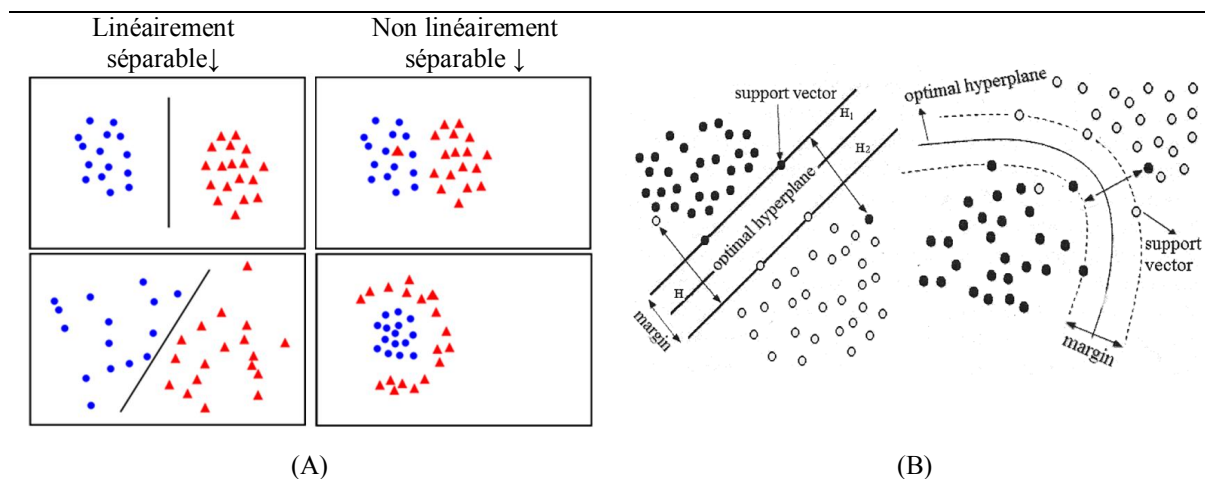 Linéairement
séparable↓
Non linéairement
séparable ↓
support vector
H₁
H₂
optimal hyperplane
H
margin
optimal hyperplane
support
vector
margin
(A)
(B)